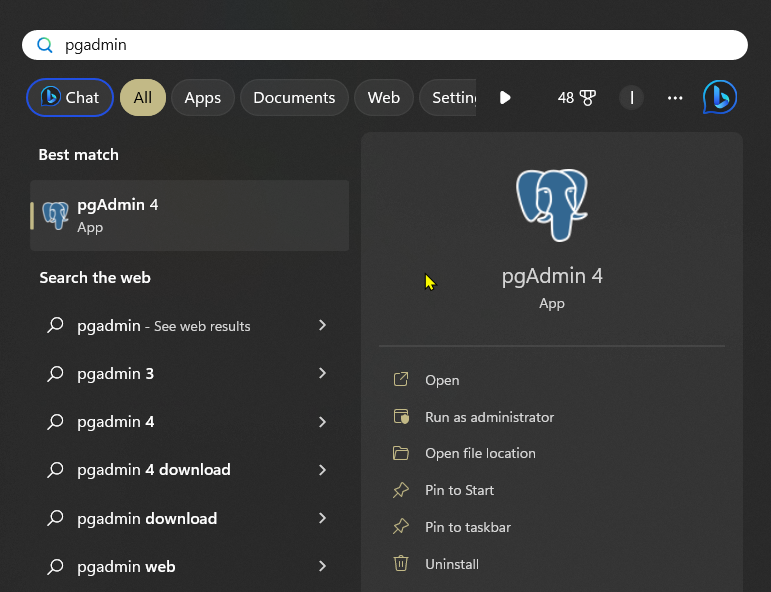 pgadmin
Chat All Apps Documents Web Settin 48
Best match
pgAdmin 4
App
Search the web
pgadmin - See web results
pgadmin 3
pgadmin 4
pgadmin 4 download
pgadmin download
pgadmin web
pgAdmin 4
App
Open
Run as administrator
Open file location
Pin to Start
Pin to taskbar
Uninstall